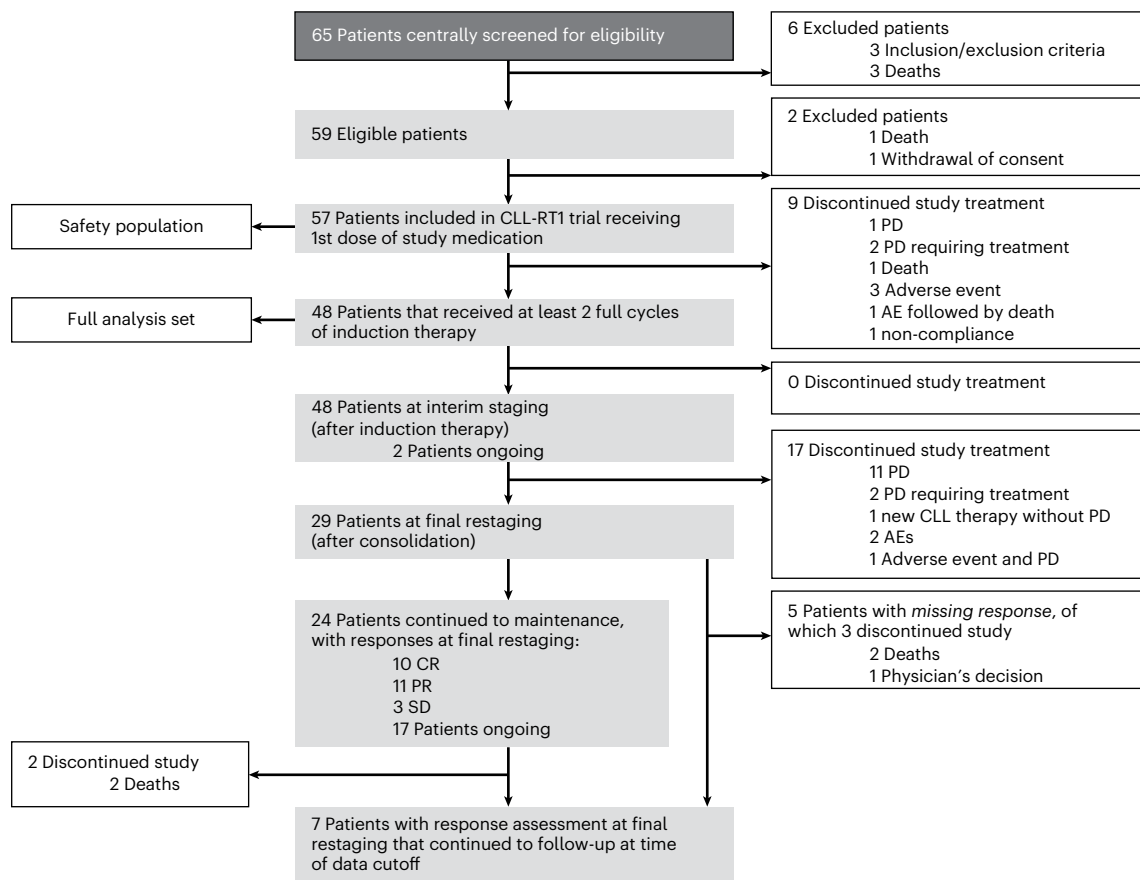 65 Patients centrally screened for eligibility
6 Excluded patients
3 Inclusion/exclusion criteria
3 Deaths
59 Eligible patients
2 Excluded patients
1 Death
1 Withdrawal of consent
Safety population
57 Patients included in CLL-RT1 trial receiving
1st dose of study medication
9 Discontinued study treatment
1 PD
2 PD requiring treatment
1 Death
3 Adverse event
1 AE followed by death
1 non-compliance
Full analysis set
48 Patients that received at least 2 full cycles
of induction therapy
0 Discontinued study treatment
48 Patients at interim staging
(after induction therapy)
2 Patients ongoing
17 Discontinued study treatment
11 PD
2 PD requiring treatment
1 new CLL therapy without PD
2 AEs
1 Adverse event and PD
29 Patients at final restaging
(after consolidation)
5 Patients with missing response, of
which 3 discontinued study
2 Deaths
1 Physician's decision
24 Patients continued to maintenance,
with responses at final restaging:
10 CR
11 PR
3 SD
17 Patients ongoing
2 Discontinued study
2 Deaths
7 Patients with response assessment at final
restaging that continued to follow-up at time
of data cutoff